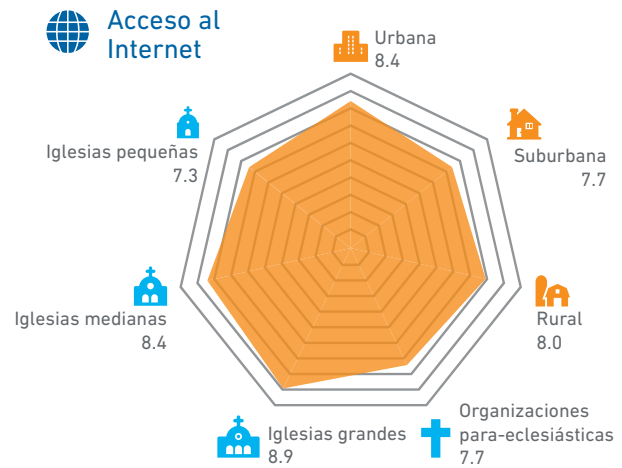 Acceso al
Internet
Urbana
8.4
Suburbana
7.7
Rural
8.0
Organizaciones
para-eclesiásticas
7.7
Iglesias grandes
8.9
Iglesias medianas
8.4
Iglesias pequeñas
7.3